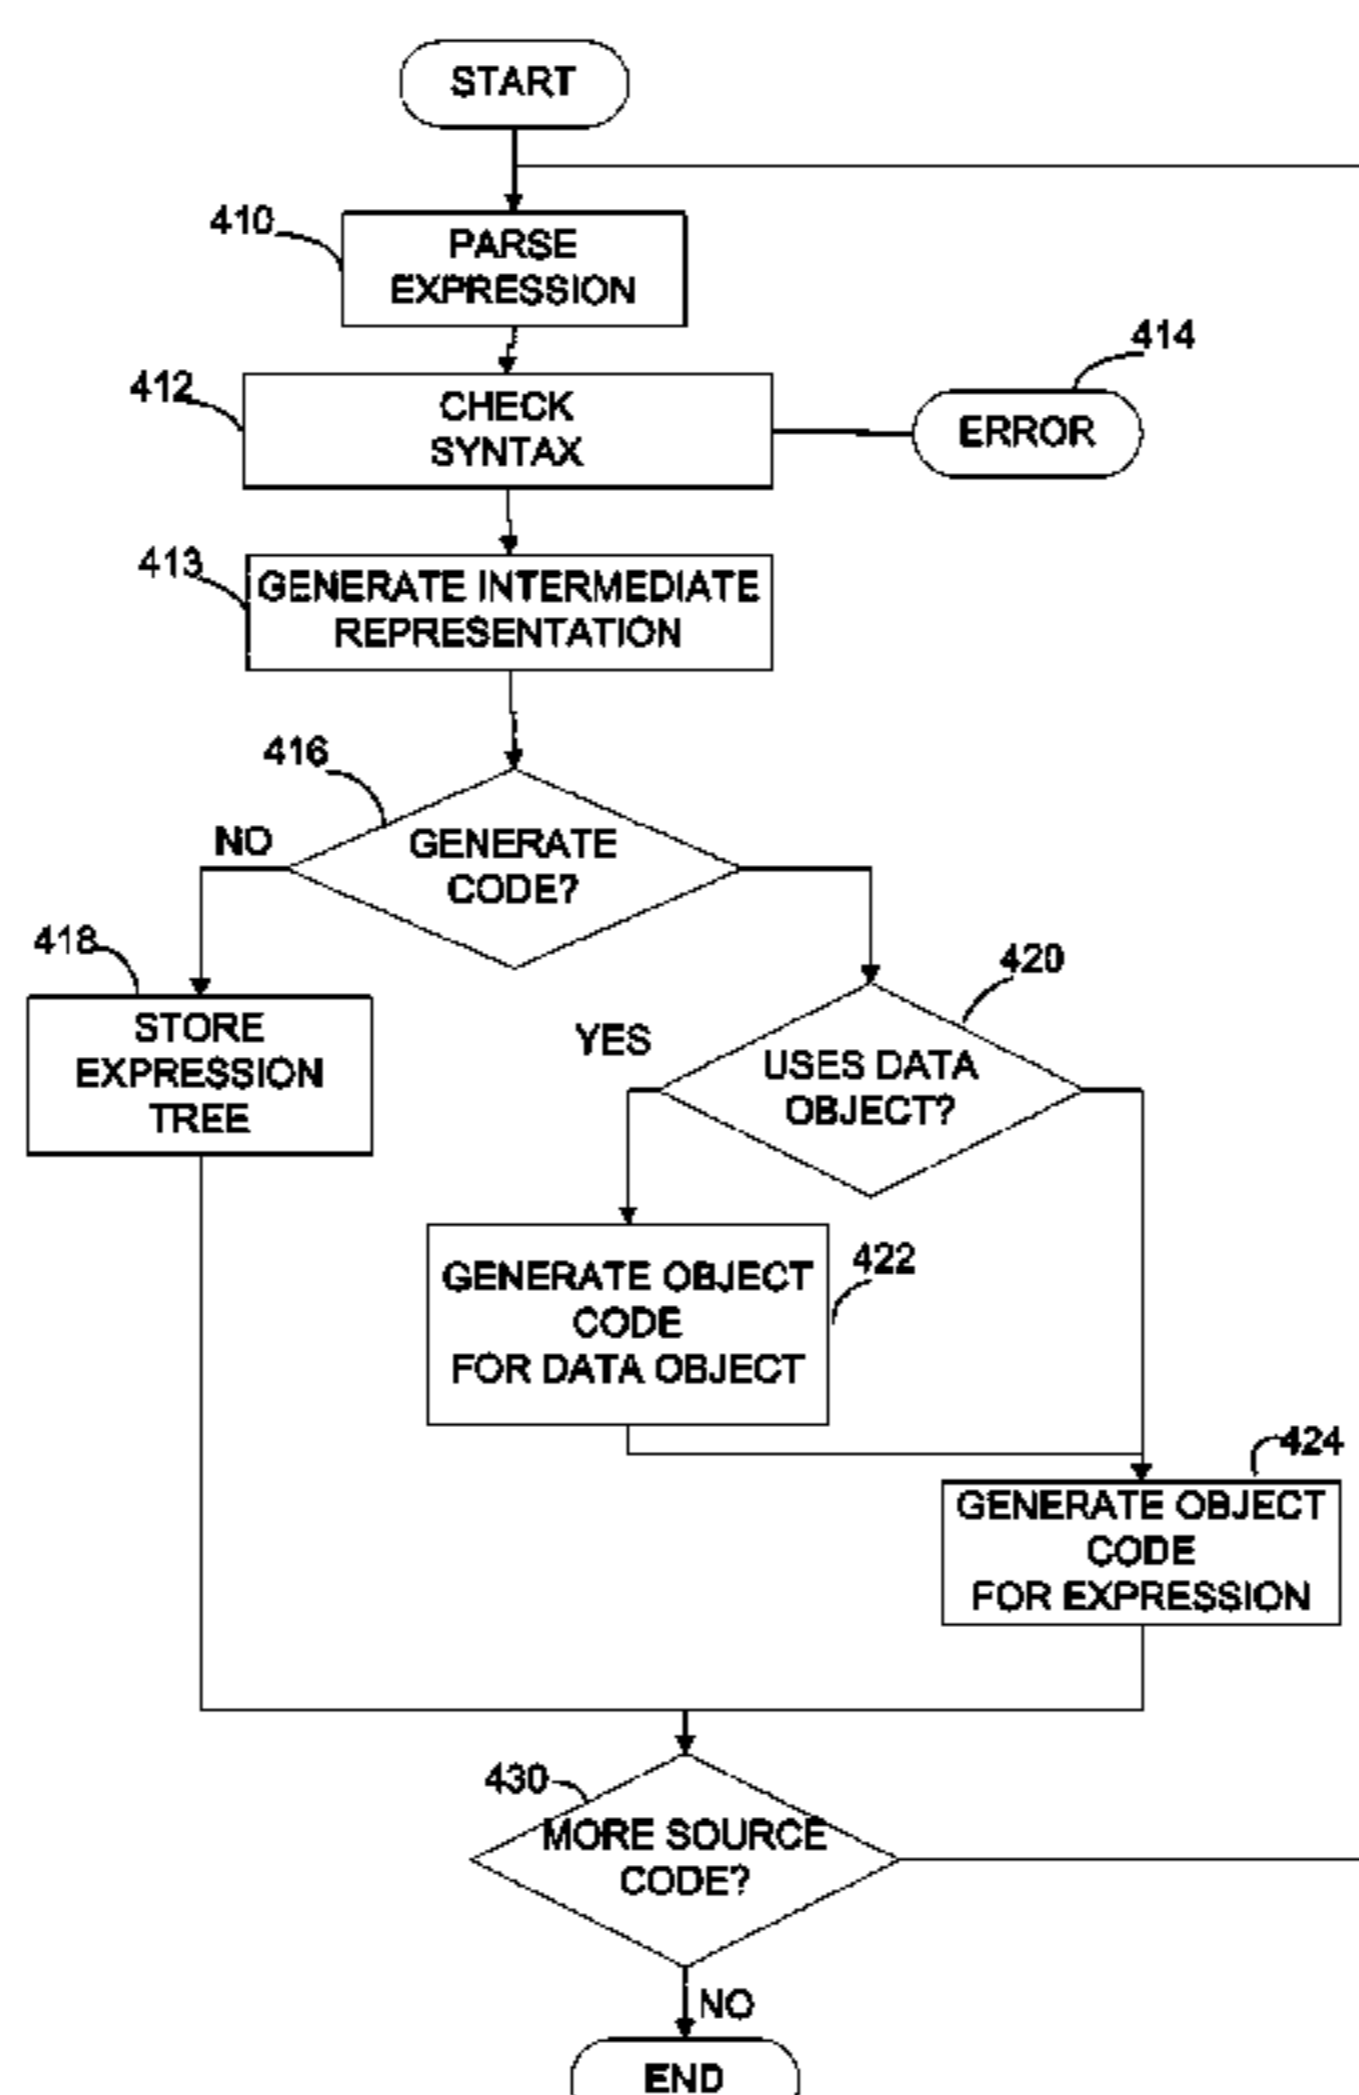 START
410
PARSE
EXPRESSION
414
412
CHECK
SYNTAX
ERROR
413
GENERATE INTERMEDIATE
REPRESENTATION
416
NO
GENERATE
CODE?
418
420
STORE
EXPRESSION
TREE
YES
USES DATA
OBJECT?
422
GENERATE OBJECT
CODE
FOR DATA OBJECT
424
GENERATE OBJECT
CODE
FOR EXPRESSION
430
MORE SOURCE
CODE?
NO
END